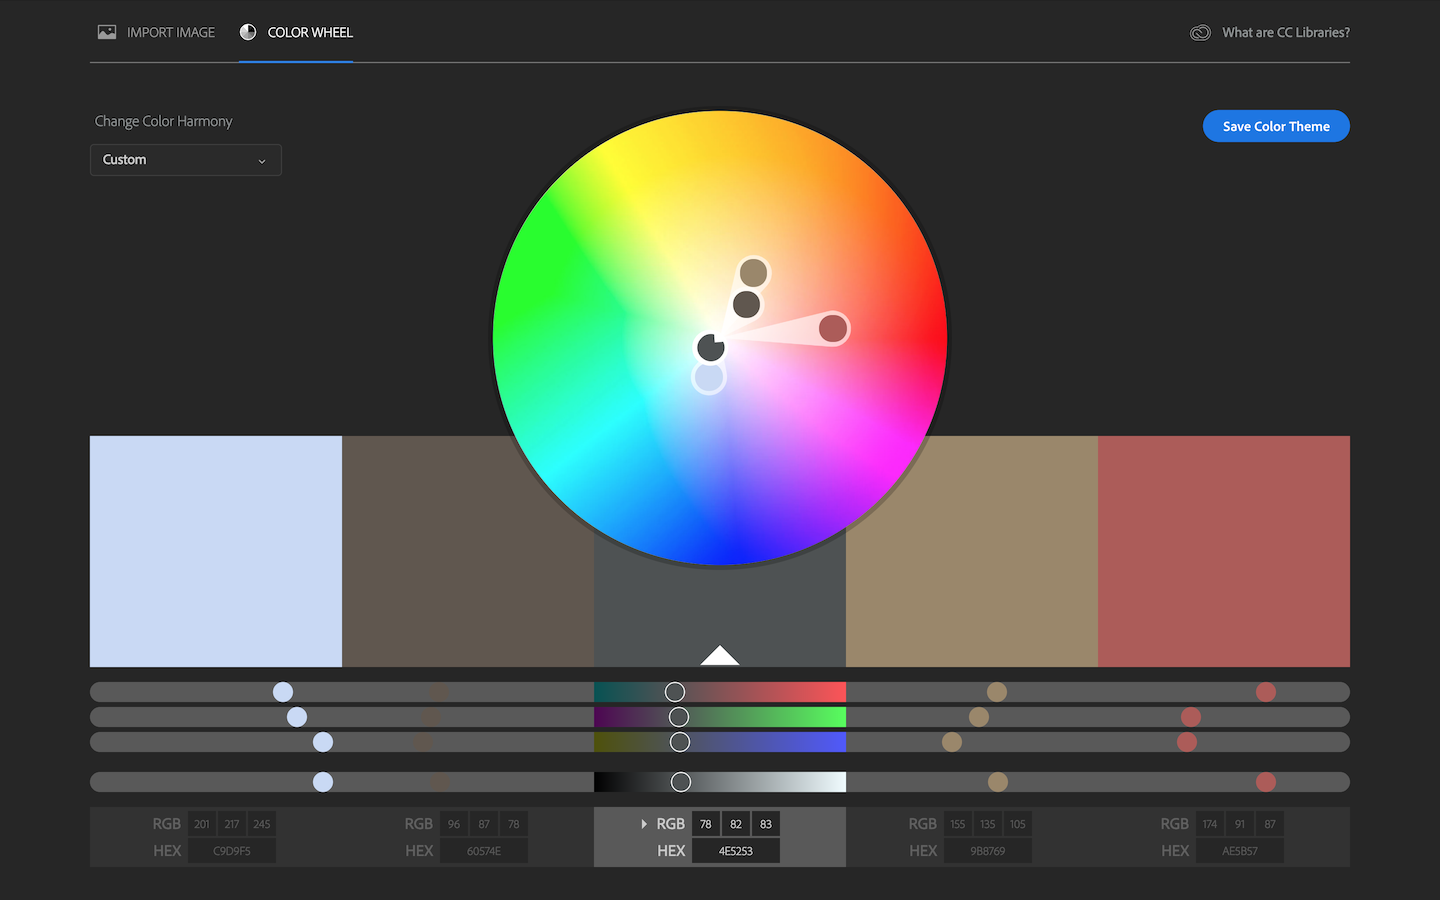 IMPORT IMAGE
COLOR WHEEL
What are CC Libraries?
Change Color Harmony
Custom
Save Color Theme
RGB 201 217 245
HEX C9D9F5
RGB 96 87 78
HEX 60574E
RGB 78 82 83
HEX 4E5253
RGB 155 135 105
HEX 9B8769
RGB 174 91 87
HEX AE5B57